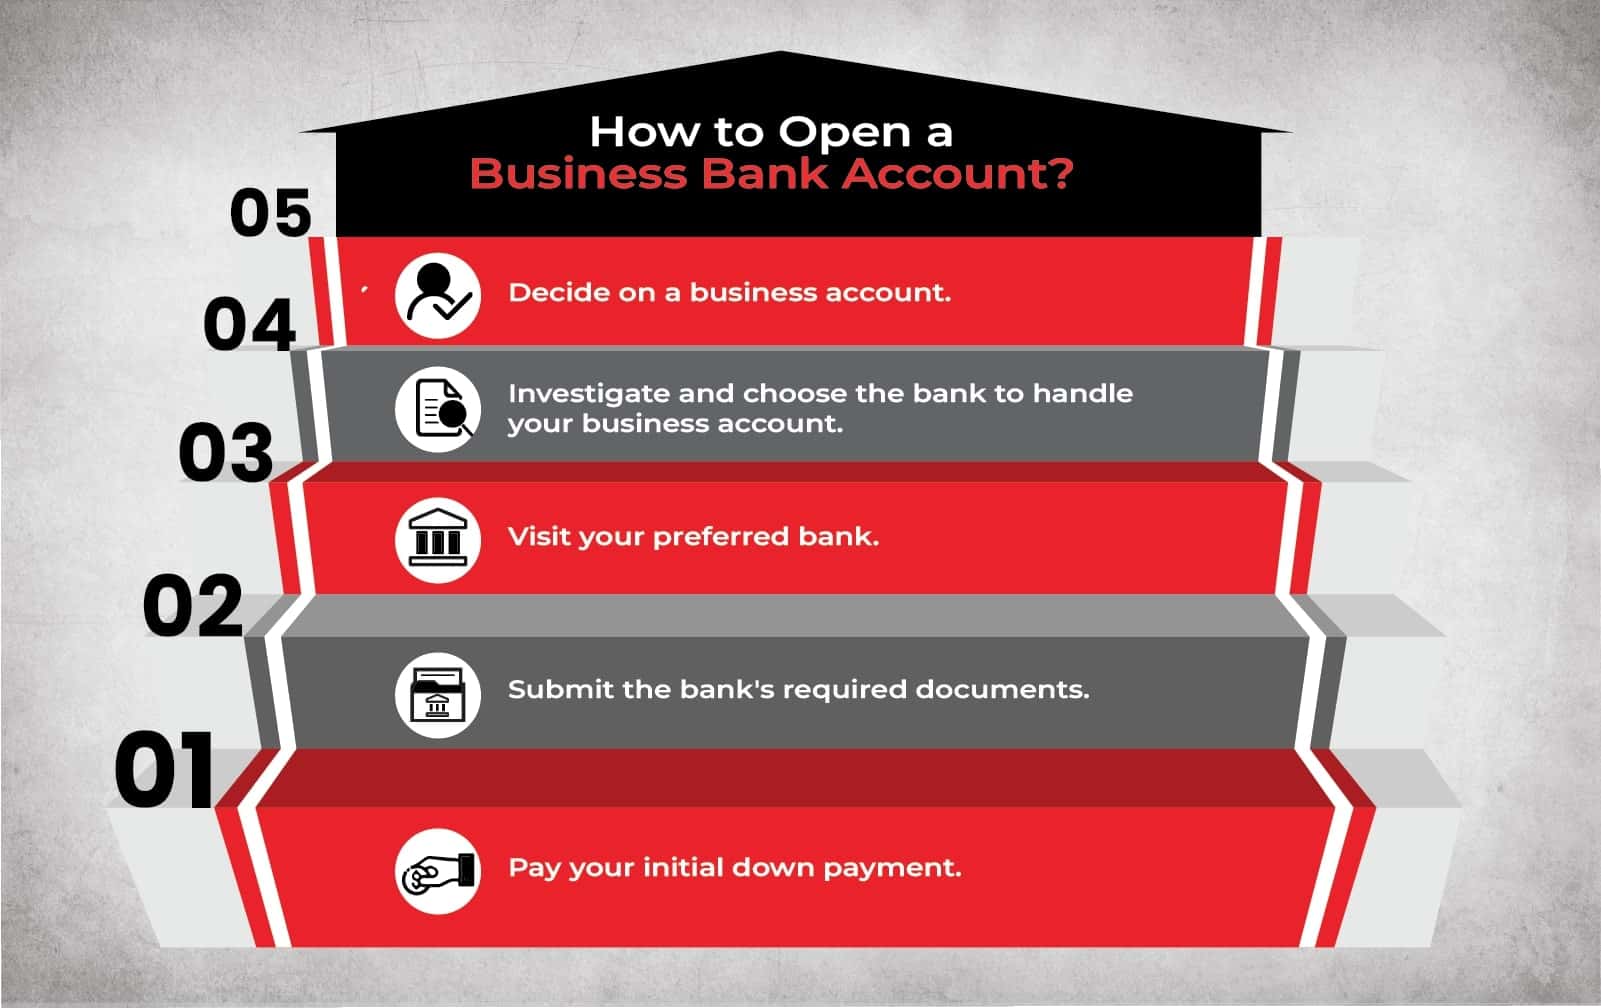 How to Open a
Business Bank Account?
05
Decide on a business account.
04
Investigate and choose the bank to handle
your business account.
03
Visit your preferred bank.
02
Submit the bank's required documents.
01
Pay your initial down payment.